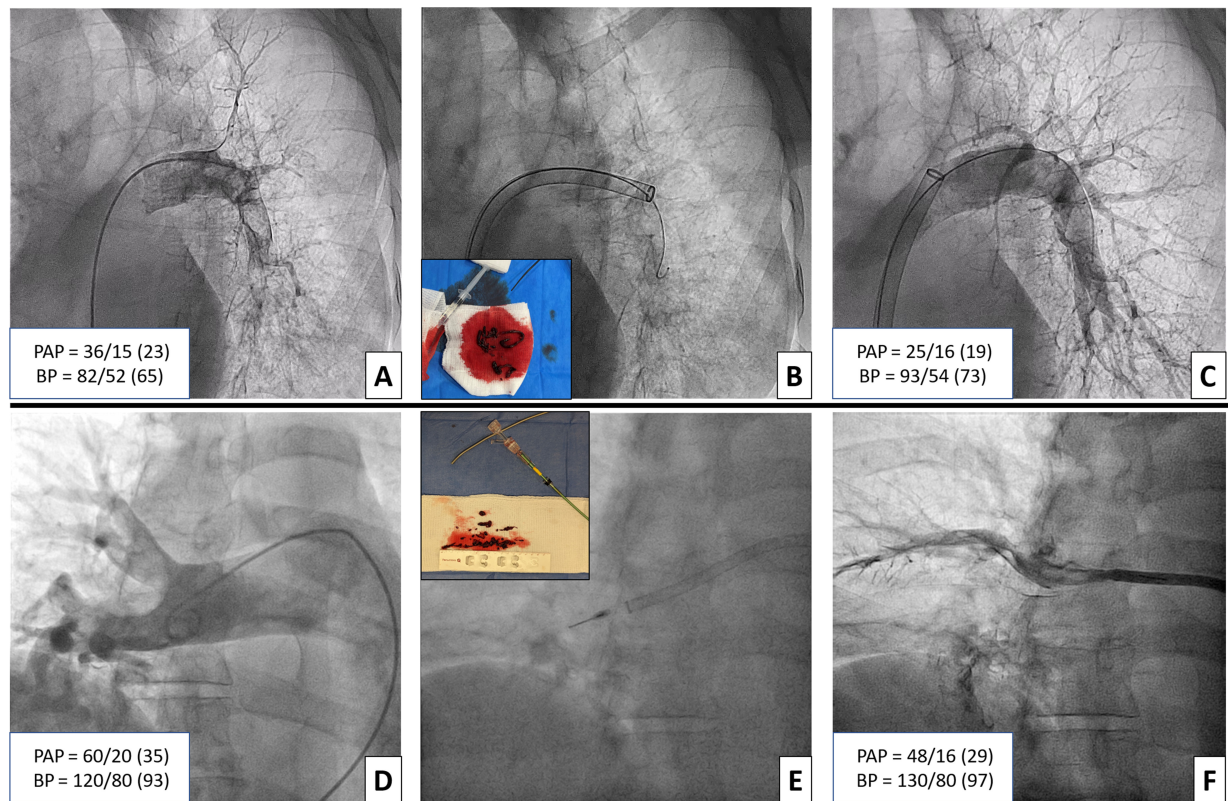 PAP = 36/15 (23)
BP = 82/52 (65)
A
B
PAP = 25/16 (19)
BP = 93/54 (73)
C
PAP = 60/20 (35)
BP = 120/80 (93)
D
E
PAP = 48/16 (29)
BP = 130/80 (97)
F